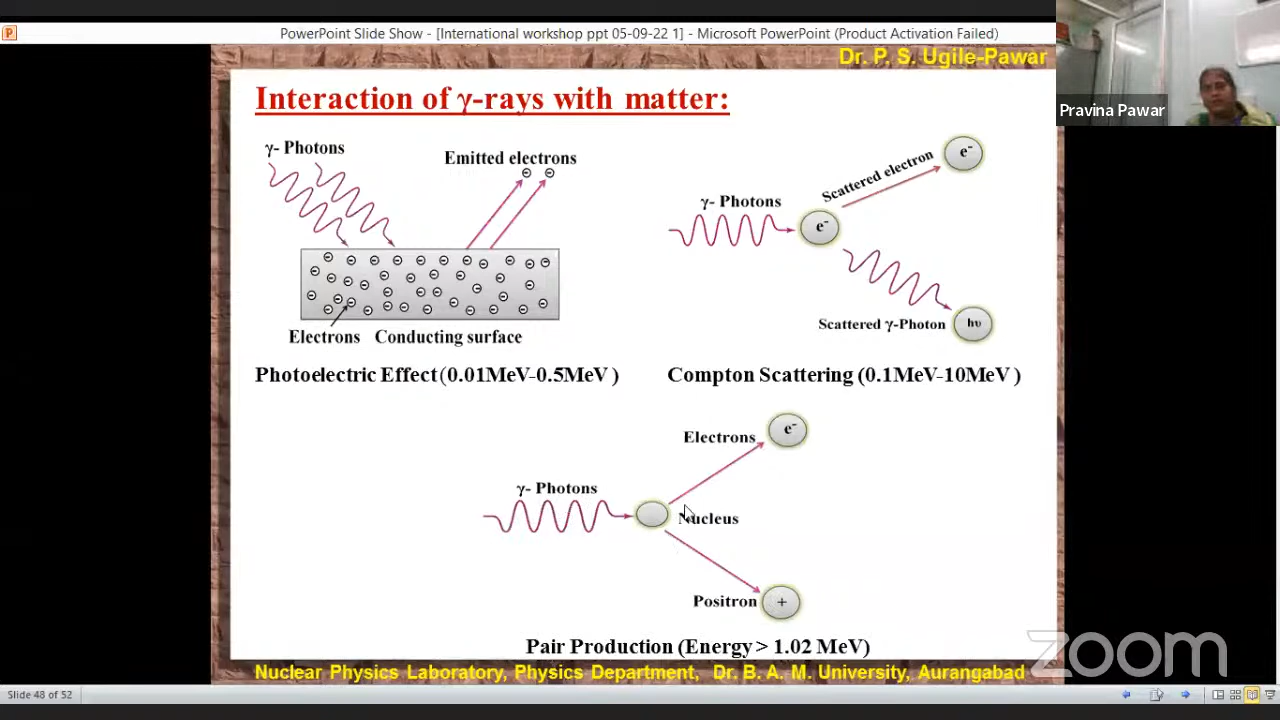 PowerPoint Slide Show - [International workshop ppt 05-09-22 1] - Microsoft PowerPoint (Product Activation Failed)
Dr. P. S. Ugile-Pawar
Pravina Pawar
Interaction of γ-rays with matter:
γ- Photons
Emitted electrons
Electrons Conducting surface
Photoelectric Effect (0.01MeV-0.5MeV )
γ- Photons
e⁻
Scattered electron
e⁻
Scattered γ-Photon
hυ
Compton Scattering (0.1MeV-10MeV )
γ- Photons
Nucleus
Electrons
e⁻
Positron
+
Pair Production (Energy > 1.02 MeV)
Nuclear Physics Laboratory, Physics Department, Dr. B. A. M. University, Aurangabad
zoom
Slide 48 of 52